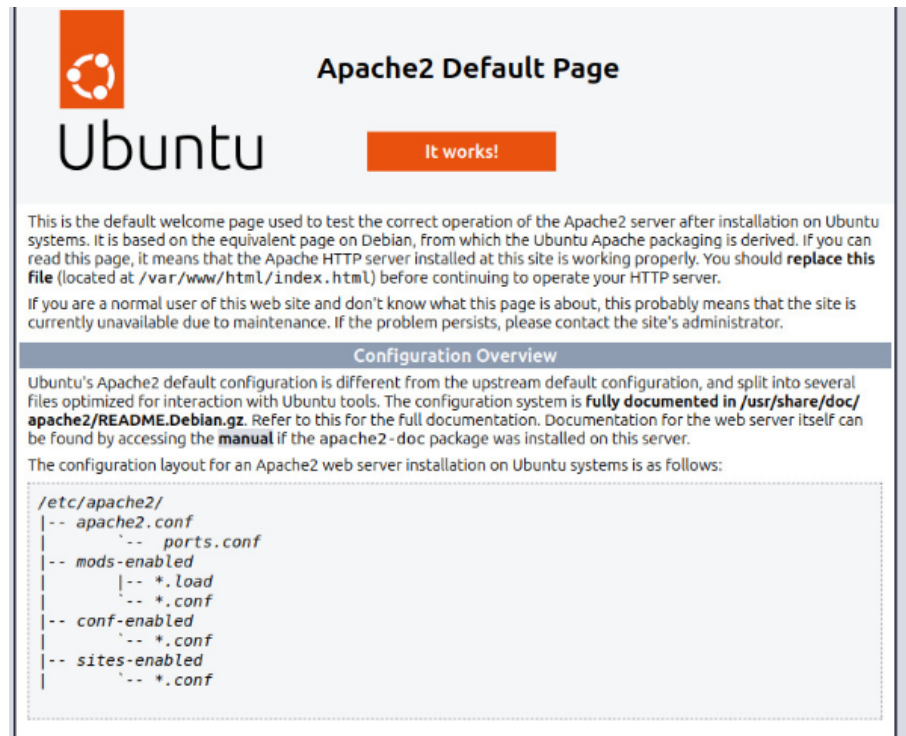 Apache2 Default Page
Ubuntu
It works!
This is the default welcome page used to test the correct operation of the Apache2 server after installation on Ubuntu
systems. It is based on the equivalent page on Debian, from which the Ubuntu Apache packaging is derived. If you can
read this page, it means that the Apache HTTP server installed at this site is working properly. You should replace this
file (located at /var/www/html/index.html) before continuing to operate your HTTP server.
If you are a normal user of this web site and don't know what this page is about, this probably means that the site is
currently unavailable due to maintenance. If the problem persists, please contact the site's administrator.
Configuration Overview
Ubuntu's Apache2 default configuration is different from the upstream default configuration, and split into several
files optimized for interaction with Ubuntu tools. The configuration system is fully documented in /usr/share/doc/
apache2/README.Debian.gz. Refer to this for the full documentation. Documentation for the web server itself can
be found by accessing the manual if the apache2-doc package was installed on this server.
The configuration layout for an Apache2 web server installation on Ubuntu systems is as follows:
/etc/apache2/
|-- apache2.conf
|       `--  ports.conf
|-- mods-enabled
|       |-- *.load
|       `-- *.conf
|-- conf-enabled
|       `-- *.conf
|-- sites-enabled
|       `-- *.conf